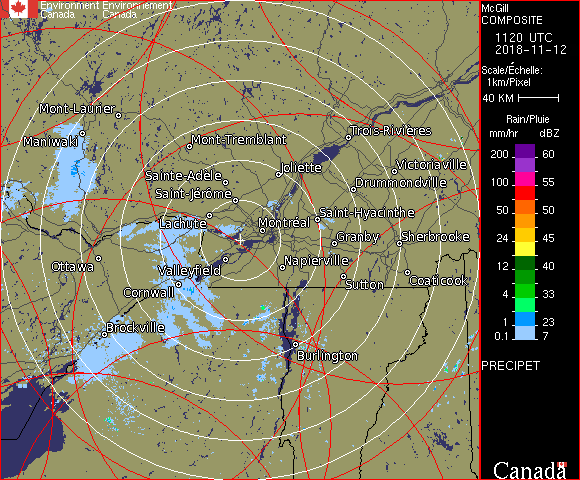 Environment Environnement
Canada Canada
McGill
COMPOSITE
1120 UTC
2018-11-12
Scale/Échelle:
1km/Pixel
40 KM
Rain/Pluie
mm/hr dBZ
200 60
100 55
100 55
50 50
24 45
12 40
4 33
1 23
0.1 7
PRECIPET
Canada
Mont-Laurier
Maniwaki
Mont-Tremblant
Trois-Rivières
Joliette
Victoriaville
Sainte-Adèle
Drummondville
Saint-Jérôme
Saint-Hyacinthe
Lachute
Montréal
Granby
Sherbrooke
Ottawa
Valleyfield
Napierville
Cornwall
Sutton
Coaticook
Brockville
Burlington